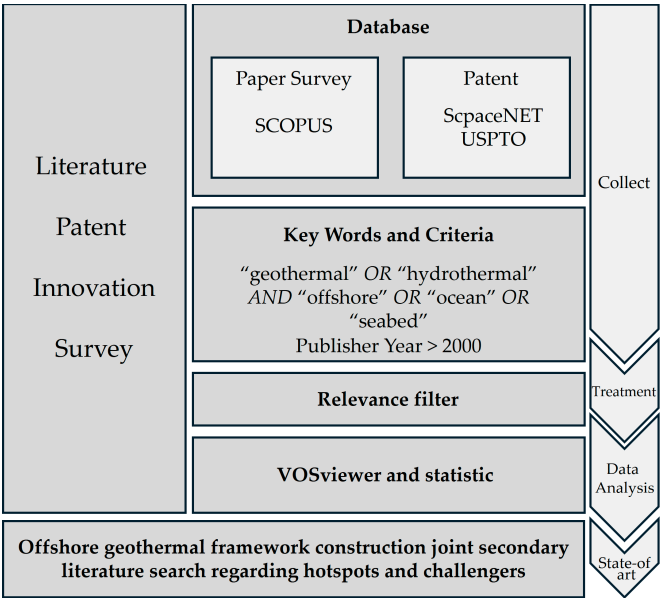 Literature
Patent
Innovation
Survey
Database
Paper Survey
SCOPUS
Patent
ScpaceNET
USPTO
Key Words and Criteria
“geothermal” OR “hydrothermal”
AND “offshore” OR “ocean” OR
“seabed”
Publisher Year > 2000
Relevance filter
VOSviewer and statistic
Offshore geothermal framework construction joint secondary
literature search regarding hotspots and challengers
Collect
Treatment
Data
Analysis
State-of
art